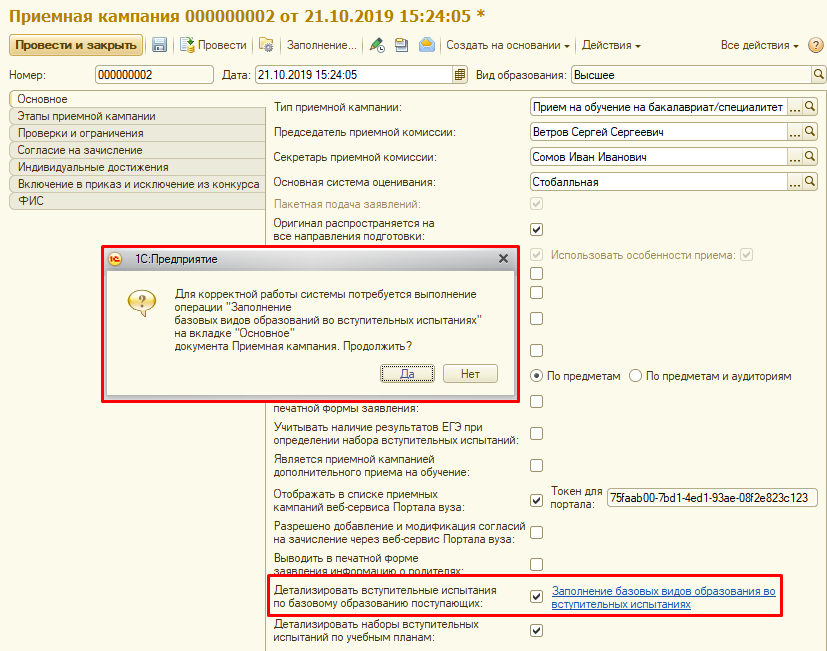 Приемная кампания 000000002 от 21.10.2019 15:24:05 *
Провести и закрыть Провести Заполнение... Создать на основании Действия Все действия
Номер: 000000002 Дата: 21.10.2019 15:24:05 Вид образования: Высшее
Основное
Этапы приемной кампании
Проверки и ограничения
Согласие на зачисление
Индивидуальные достижения
Включение в приказ и исключение из конкурса
ФИС
Тип приемной кампании: Прием на обучение на бакалавриат/специалитет ...
Председатель приемной комиссии: Ветров Сергей Сергеевич ...
Секретарь приемной комиссии: Сомов Иван Иванович ...
Основная система оценивания: Стобалльная ...
Пакетная подача заявлений:
Оригинал распространяется на
все направления подготовки:
Использовать особенности приема:
1С:Предприятие
Для корректной работы системы потребуется выполнение
операции "Заполнение
базовых видов образований во вступительных испытаниях"
на вкладке "Основное"
документа Приемная кампания. Продолжить?
Да Нет
По предметам По предметам и аудиториям
печатной формы заявления:
Учитывать наличие результатов ЕГЭ при
определении набора вступительных испытаний:
Является приемной кампанией
дополнительного приема на обучение:
Отображать в списке приемных
кампаний веб-сервиса Портала вуза:
Токен для
портала: 75faab00-7bd1-4ed1-93ae-08f2e823c123
Разрешено добавление и модификация согласий
на зачисление через веб-сервис Портала вуза:
Выводить в печатной форме
заявления информацию о родителях:
Детализировать вступительные испытания
по базовому образованию поступающих:
Заполнение базовых видов образования во
вступительных испытаниях
Детализировать наборы вступительных
испытаний по учебным планам: